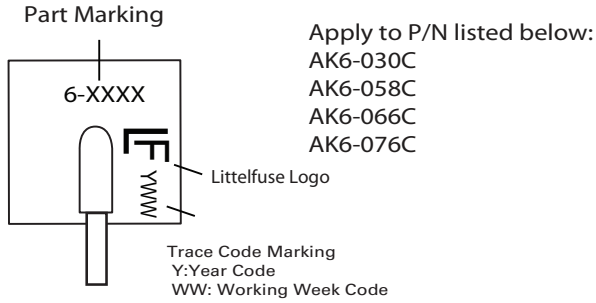 Part Marking
Apply to P/N listed below:
AK6-030C
AK6-058C
AK6-066C
AK6-076C
6-XXXX
LF
Littelfuse Logo
YWW
Trace Code Marking
Y:Year Code
WW: Working Week Code